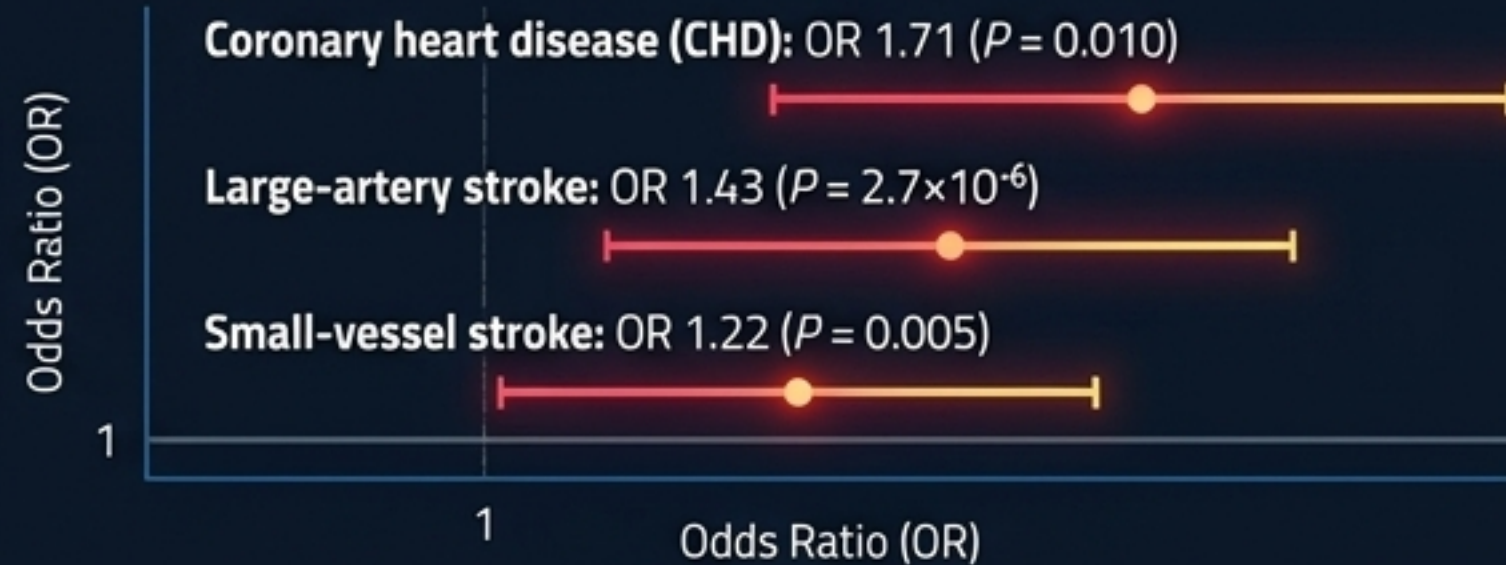 Coronary heart disease (CHD): OR 1.71 (P = 0.010)
Large-artery stroke: OR 1.43 (P = 2.7×10⁻⁶)
Small-vessel stroke: OR 1.22 (P = 0.005)
Odds Ratio (OR)
1
1
Odds Ratio (OR)